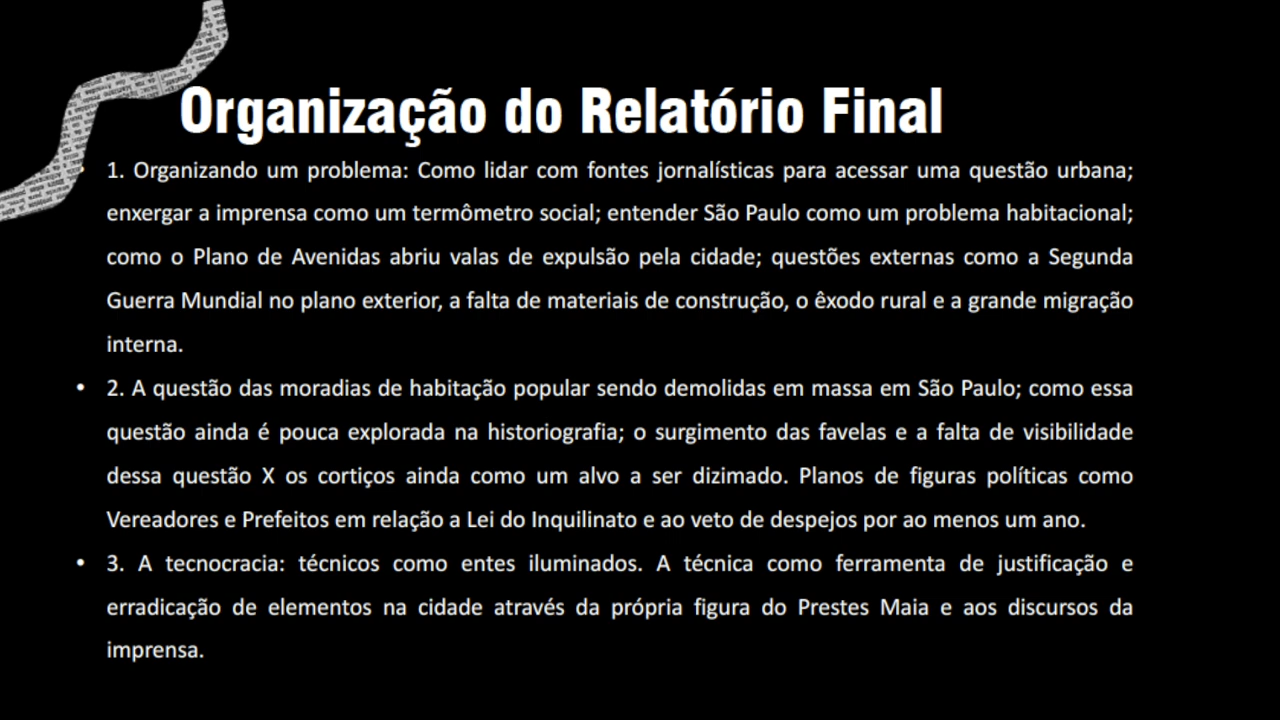 Organização do Relatório Final
• 1. Organizando um problema: Como lidar com fontes jornalísticas para acessar uma questão urbana;
enxergar a imprensa como um termômetro social; entender São Paulo como um problema habitacional;
como o Plano de Avenidas abriu valas de expulsão pela cidade; questões externas como a Segunda
Guerra Mundial no plano exterior, a falta de materiais de construção, o êxodo rural e a grande migração
interna.
• 2. A questão das moradias de habitação popular sendo demolidas em massa em São Paulo; como essa
questão ainda é pouca explorada na historiografia; o surgimento das favelas e a falta de visibilidade
dessa questão X os cortiços ainda como um alvo a ser dizimado. Planos de figuras políticas como
Vereadores e Prefeitos em relação a Lei do Inquilinato e ao veto de despejos por ao menos um ano.
• 3. A tecnocracia: técnicos como entes iluminados. A técnica como ferramenta de justificação e
erradicação de elementos na cidade através da própria figura do Prestes Maia e aos discursos da
imprensa.